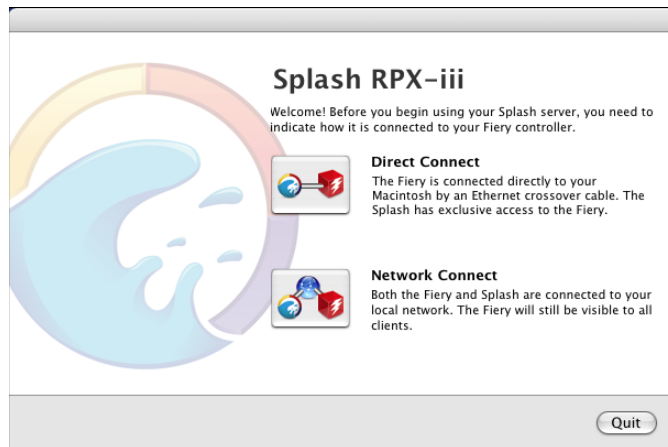 Splash RPX-iii
Welcome! Before you begin using your Splash server, you need to
indicate how it is connected to your Fiery controller.
Direct Connect
The Fiery is connected directly to your
Macintosh by an Ethernet crossover cable. The
Splash has exclusive access to the Fiery.
Network Connect
Both the Fiery and Splash are connected to your
local network. The Fiery will still be visible to all
clients.
Quit